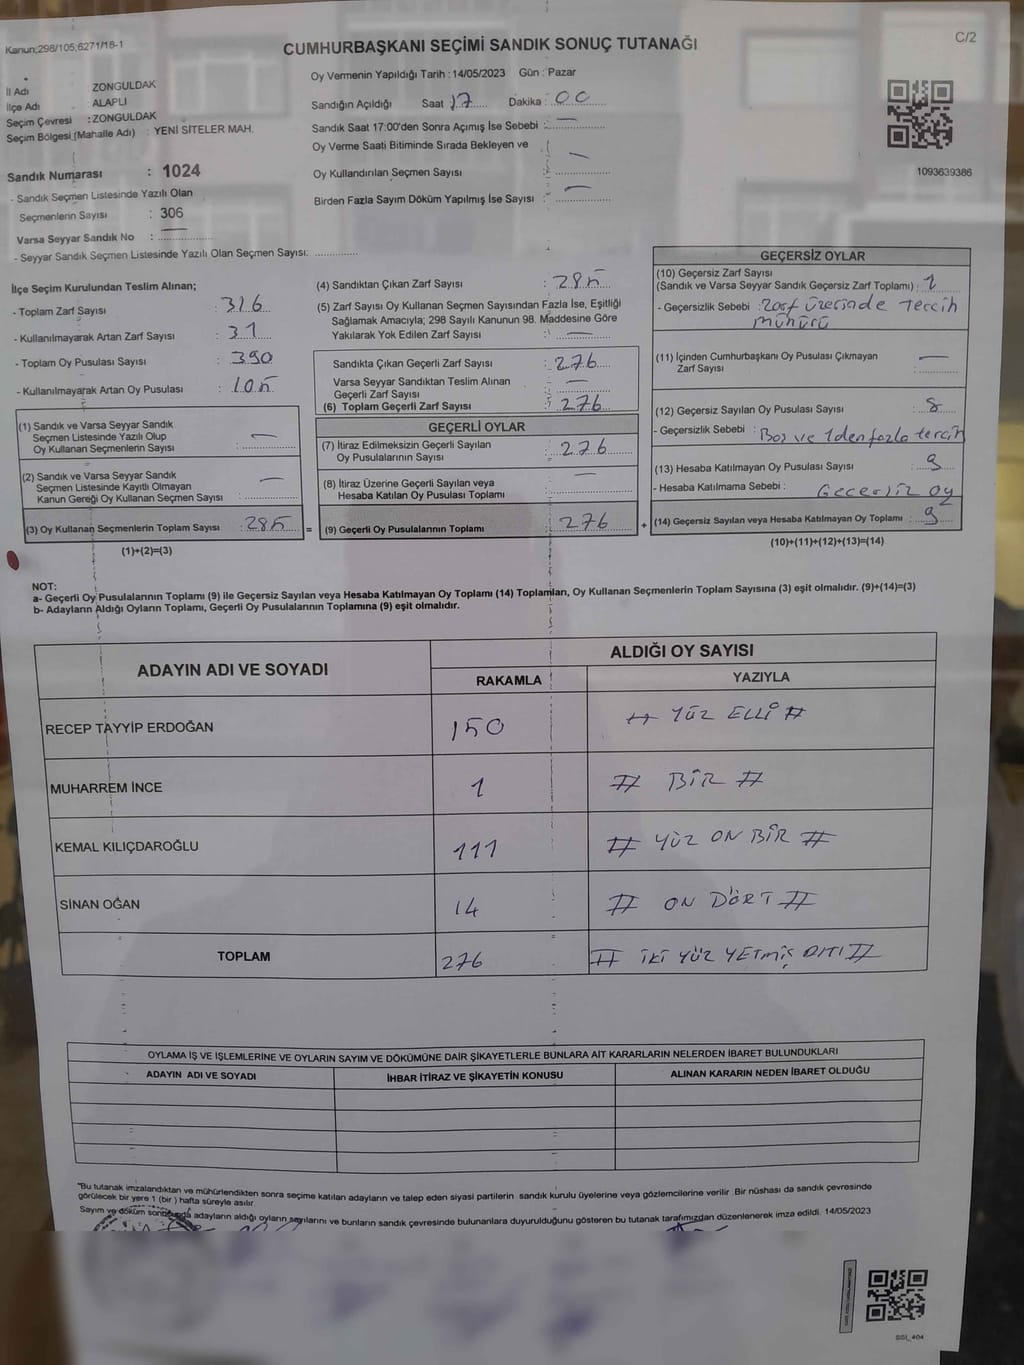 Kanun;298/105;6271/18-1
CUMHURBAŞKANI SEÇİMİ SANDIK SONUÇ TUTANAĞI
C/2
İl Adı ZONGULDAK
İlçe Adı ALAPLI
Seçim Çevresi :ZONGULDAK
Seçim Bölgesi (Mahalle Adı) : YENİ SİTELER MAH.
Sandık Numarası : 1024
- Sandık Seçmen Listesinde Yazılı Olan
Seçmenlerin Sayısı : 306
Varsa Seyyar Sandık No : —
- Seyyar Sandık Seçmen Listesinde Yazılı Olan Seçmen Sayısı:
Oy Vermenin Yapıldığı Tarih : 14/05/2023 Gün : Pazar
Sandığın Açıldığı Saat 17 Dakika : 00
Sandık Saat 17:00'den Sonra Açımış İse Sebebi : —
Oy Verme Saati Bitiminde Sırada Bekleyen ve
Oy Kullandırılan Seçmen Sayısı : —
Birden Fazla Sayım Döküm Yapılmış İse Sayısı : —
1093639386
İlçe Seçim Kurulundan Teslim Alınan;
- Toplam Zarf Sayısı : 316
- Kullanılmayarak Artan Zarf Sayısı : 31
- Toplam Oy Pusulası Sayısı : 390
- Kullanılmayarak Artan Oy Pusulası : 105
(1) Sandık ve Varsa Seyyar Sandık
Seçmen Listesinde Yazılı Olup
Oy Kullanan Seçmenlerin Sayısı : —
(2) Sandık ve Varsa Seyyar Sandık
Seçmen Listesinde Kayıtlı Olmayan
Kanun Gereği Oy Kullanan Seçmen Sayısı : —
(3) Oy Kullanan Seçmenlerin Toplam Sayısı : 285 =
(1)+(2)=(3)
(4) Sandıktan Çıkan Zarf Sayısı : 285
(5) Zarf Sayısı Oy Kullanan Seçmen Sayısından Fazla İse, Eşitliği
Sağlamak Amacıyla; 298 Sayılı Kanunun 98. Maddesine Göre
Yakılarak Yok Edilen Zarf Sayısı : —
Sandıkta Çıkan Geçerli Zarf Sayısı : 276
Varsa Seyyar Sandıktan Teslim Alınan
Geçerli Zarf Sayısı : —
(6) Toplam Geçerli Zarf Sayısı : 276
GEÇERLİ OYLAR
(7) İtiraz Edilmeksizin Geçerli Sayılan
Oy Pusulalarının Sayısı : 276
(8) İtiraz Üzerine Geçerli Sayılan veya
Hesaba Katılan Oy Pusulası Toplamı : —
(9) Geçerli Oy Pusulalarının Toplamı : 276 +
GEÇERSİZ OYLAR
(10) Geçersiz Zarf Sayısı
(Sandık ve Varsa Seyyar Sandık Geçersiz Zarf Toplamı) : 1
- Geçersizlik Sebebi : Zarf üzerinde Tercih
mührü
(11) İçinden Cumhurbaşkanı Oy Pusulası Çıkmayan
Zarf Sayısı : —
(12) Geçersiz Sayılan Oy Pusulası Sayısı : 8
- Geçersizlik Sebebi : Boş ve 1den fazla tercih
(13) Hesaba Katılmayan Oy Pusulası Sayısı : 9
- Hesaba Katılmama Sebebi : Geçersiz oy
(14) Geçersiz Sayılan veya Hesaba Katılmayan Oy Toplamı : 9
(10)+(11)+(12)+(13)=(14)
NOT:
a- Geçerli Oy Pusulalarının Toplamı (9) ile Geçersiz Sayılan veya Hesaba Katılmayan Oy Toplamı (14) Toplamları, Oy Kullanan Seçmenlerin Toplam Sayısına (3) eşit olmalıdır. (9)+(14)=(3)
b- Adayların Aldığı Oyların Toplamı, Geçerli Oy Pusulalarının Toplamına (9) eşit olmalıdır.
ADAYIN ADI VE SOYADI
ALDIĞI OY SAYISI
RAKAMLA YAZIYLA
RECEP TAYYİP ERDOĞAN 150 # YÜZ ELLİ #
MUHARREM İNCE 1 # BİR #
KEMAL KILIÇDAROĞLU 111 # YÜZ ON BİR #
SİNAN OĞAN 14 # ON DÖRT #
TOPLAM 276 # İKİ YÜZ YETMİŞ ALTI #
OYLAMA İŞ VE İŞLEMLERİNE VE OYLARIN SAYIM VE DÖKÜMÜNE DAİR ŞİKAYETLERLE BUNLARA AİT KARARLARIN NELERDEN İBARET BULUNDUKLARI
ADAYIN ADI VE SOYADI İHBAR İTİRAZ VE ŞİKAYETİN KONUSU ALINAN KARARIN NEDEN İBARET OLDUĞU
"Bu tutanak imzalandıktan ve mühürlendikten sonra seçime katılan adayların ve talep eden siyasi partilerin sandık kurulu üyelerine veya gözlemcilerine verilir .Bir nüshası da sandık çevresinde
görülecek bir yere 1 (bir ) hafta süreyle asılır.
Sayım ve döküm sonucunda adayların aldığı oyların sayılarını ve bunların sandık çevresinde bulunanlara duyurulduğunu gösteren bu tutanak tarafımızdan düzenlenerek imza edildi. 14/05/2023
SSI_404